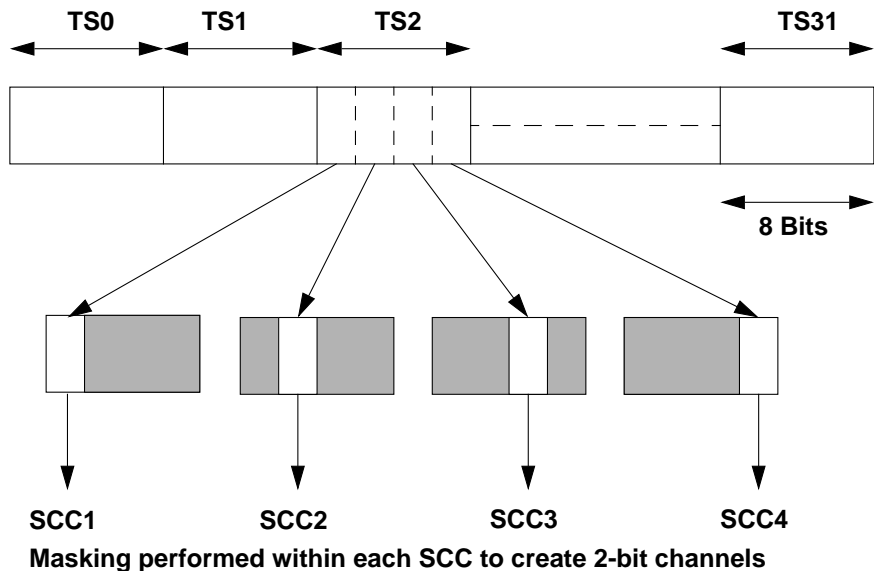 TS0 TS1 TS2 TS31
8 Bits
SCC1 SCC2 SCC3 SCC4
Masking performed within each SCC to create 2-bit channels